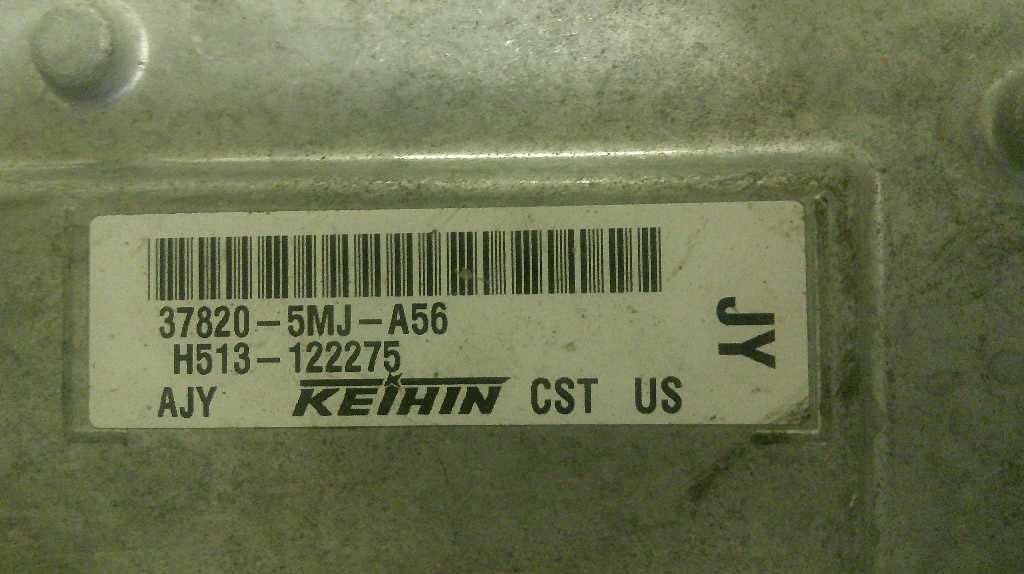 37820-5MJ-A56
H513-122275
AJY KEIHIN CST US
JY